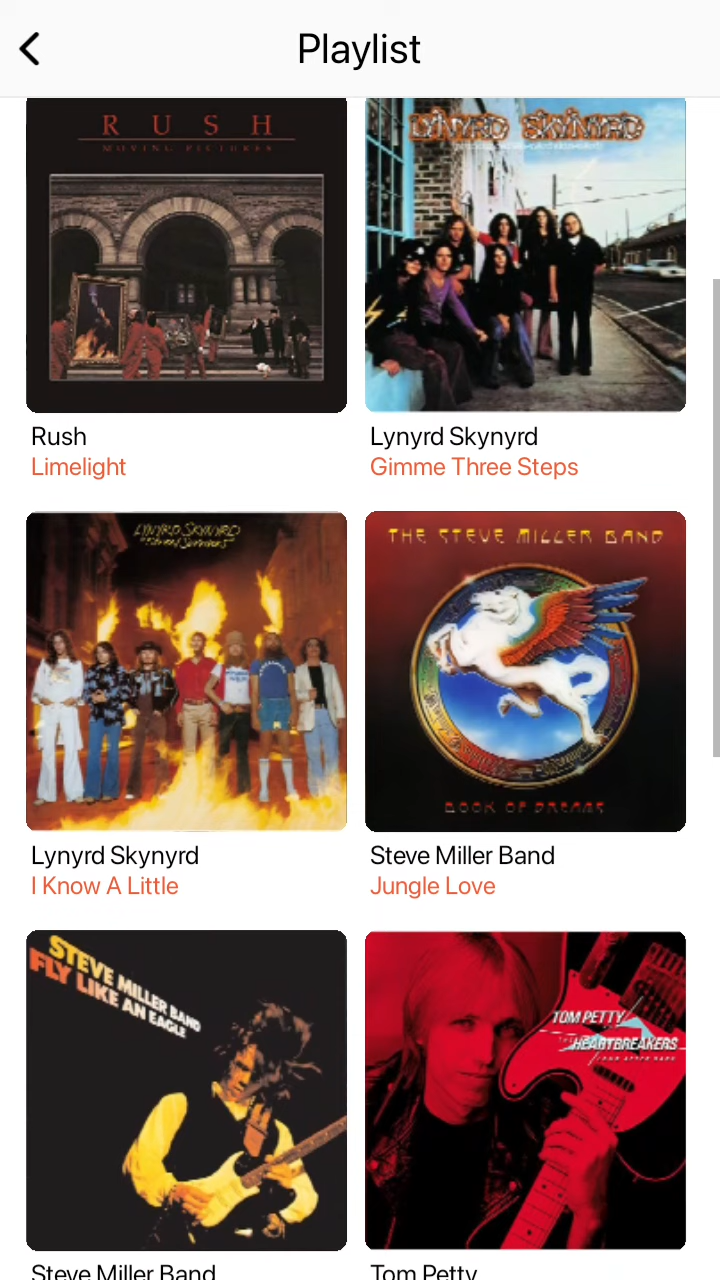 Playlist
RUSH
MOVING PICTURES
LYNYRD SKYNYRD
Rush
Limelight
Lynyrd Skynyrd
Gimme Three Steps
LYNYRD SKYNYRD
THE STEVE MILLER BAND
BOOK OF DREAMS
Lynyrd Skynyrd
I Know A Little
Steve Miller Band
Jungle Love
STEVE MILLER BAND
FLY LIKE AN EAGLE
TOM PETTY
HEARTBREAKERS
Steve Miller Band
Tom Petty